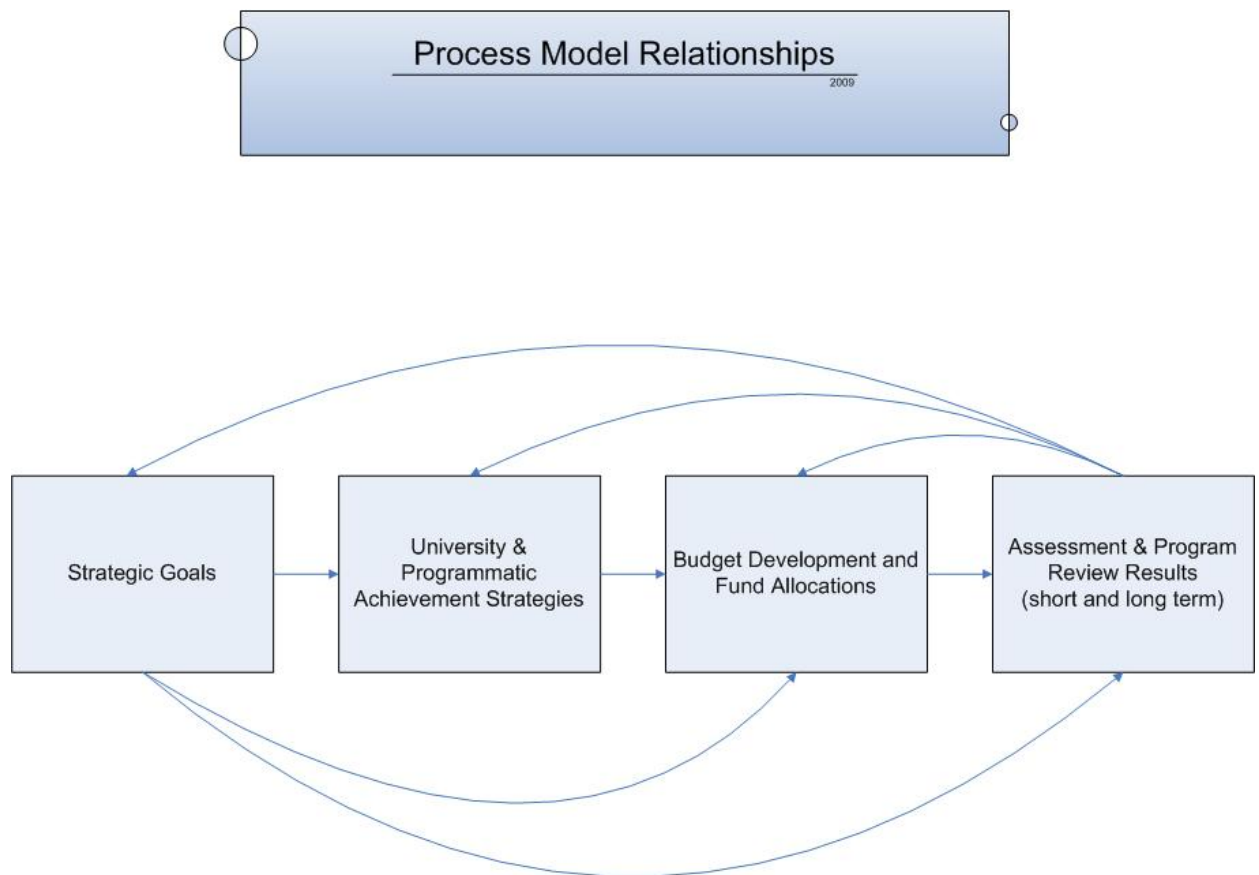 Process Model Relationships
2009
Strategic Goals
University &
Programmatic
Achievement Strategies
Budget Development and
Fund Allocations
Assessment & Program
Review Results
(short and long term)